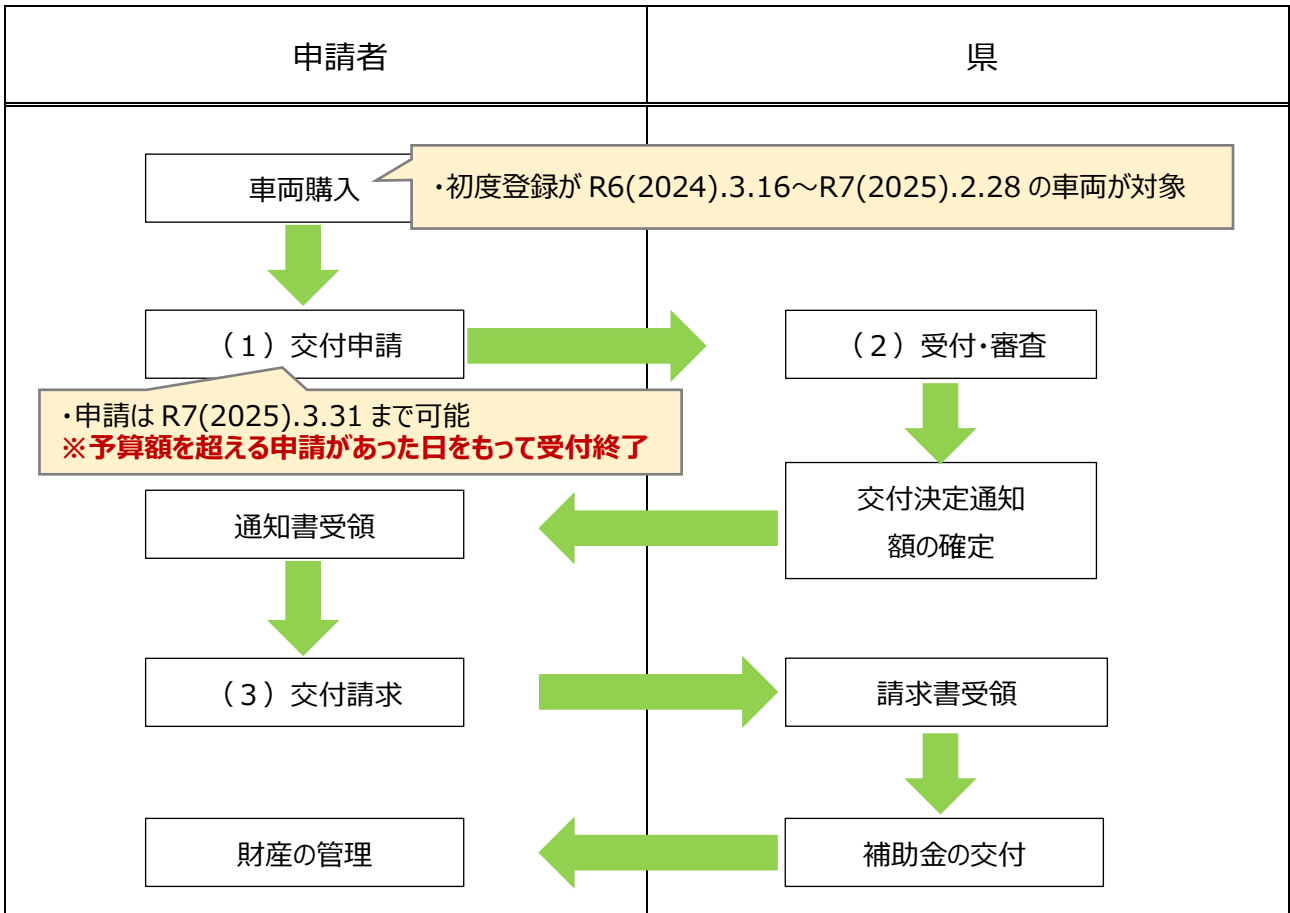 申請者
県
車両購入
・初度登録が R6(2024).3.16～R7(2025).2.28 の車両が対象
（１）交付申請
（２）受付・審査
・申請は R7(2025).3.31 まで可能
※予算額を超える申請があった日をもって受付終了
通知書受領
交付決定通知
額の確定
（３）交付請求
請求書受領
財産の管理
補助金の交付